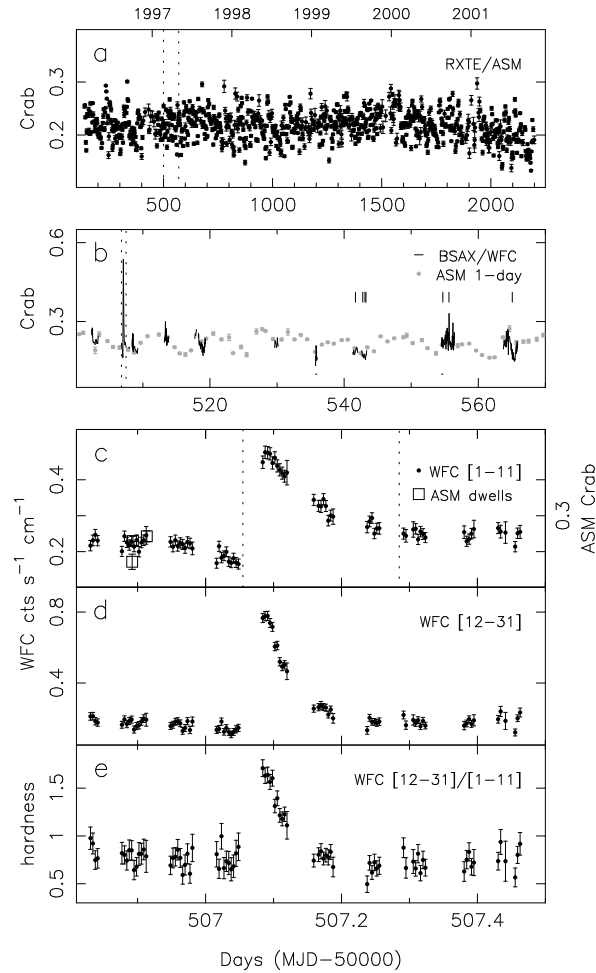 1997 1998 1999 2000 2001
a
RXTE/ASM
Crab
0.3
0.2
500 1000 1500 2000
b
BSAX/WFC
ASM 1-day
Crab
0.6
0.3
520 540 560
c
WFC [1-11]
ASM dwells
0.4
0.2
0.3
ASM Crab
WFC cts s⁻¹ cm⁻¹
d
WFC [12-31]
0.8
0.4
e
WFC [12-31]/[1-11]
hardness
1.5
1
0.5
507 507.2 507.4
Days (MJD-50000)